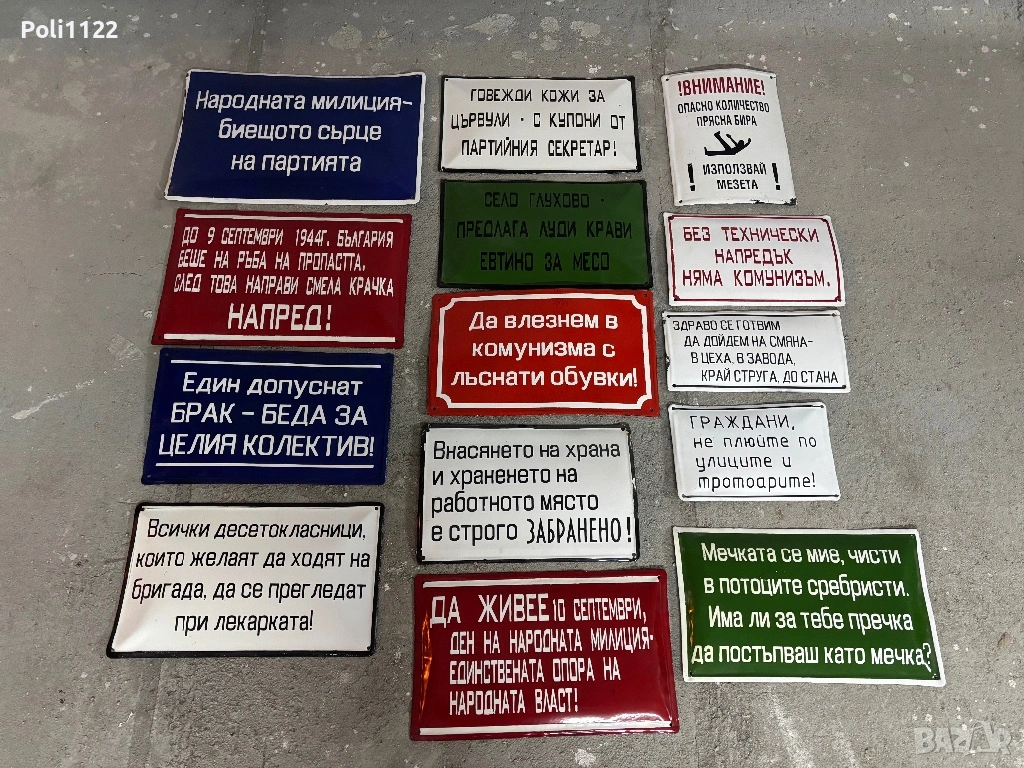 Poli1122
Народната милиция-
биещото сърце
на партията
ДО 9 СЕПТЕМВРИ 1944Г. БЪЛГАРИЯ
БЕШЕ НА РЪБА НА ПРОПАСТТА,
СЛЕД ТОВА НАПРАВИ СМЕЛА КРАЧКА
НАПРЕД!
Един допуснат
БРАК – БЕДА ЗА
ЦЕЛИЯ КОЛЕКТИВ!
Всички десетокласници,
които желаят да ходят на
бригада, да се прегледат
при лекарката!
ГОВЕЖДИ КОЖИ ЗА
ЦЪРВУЛИ - С КУПОНИ ОТ
ПАРТИЙНИЯ СЕКРЕТАР!
СЕЛО ГЛУХОВО -
ПРЕДЛАГА ЛУДИ КРАВИ
ЕВТИНО ЗА МЕСО
Да влезнем в
комунизма с
лъснати обувки!
Внасянето на храна
и храненето на
работното място
е строго ЗАБРАНЕНО!
ДА ЖИВЕЕ 10 СЕПТЕМВРИ,
ДЕН НА НАРОДНАТА МИЛИЦИЯ-
ЕДИНСТВЕНАТА ОПОРА НА
НАРОДНАТА ВЛАСТ!
!ВНИМАНИЕ!
ОПАСНО КОЛИЧЕСТВО
ПРЯСНА БИРА
! ИЗПОЛЗВАЙ !
МЕЗЕТА
БЕЗ ТЕХНИЧЕСКИ
НАПРЕДЪК
НЯМА КОМУНИЗЪМ.
ЗДРАВО СЕ ГОТВИМ
ДА ДОЙДЕМ НА СМЯНА-
В ЦЕХА, В ЗАВОДА,
КРАЙ СТРУГА, ДО СТАНА
ГРАЖДАНИ,
не плюйте по
улиците и
тротоарите!
Мечката се мие, чисти
в потоците сребристи.
Има ли за тебе пречка
да постъпваш като мечка?
BAZAR